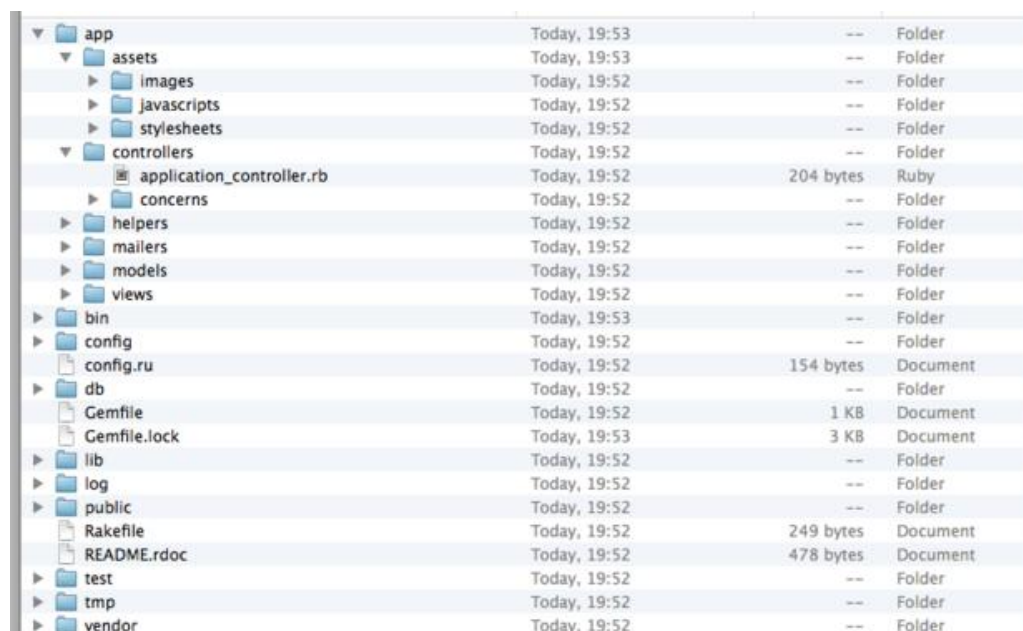 app Today, 19:53 -- Folder
assets Today, 19:53 -- Folder
images Today, 19:52 -- Folder
javascripts Today, 19:52 -- Folder
stylesheets Today, 19:52 -- Folder
controllers Today, 19:52 -- Folder
application_controller.rb Today, 19:52 204 bytes Ruby
concerns Today, 19:52 -- Folder
helpers Today, 19:52 -- Folder
mailers Today, 19:52 -- Folder
models Today, 19:52 -- Folder
views Today, 19:52 -- Folder
bin Today, 19:53 -- Folder
config Today, 19:52 -- Folder
config.ru Today, 19:52 154 bytes Document
db Today, 19:52 -- Folder
Gemfile Today, 19:52 1 KB Document
Gemfile.lock Today, 19:53 3 KB Document
lib Today, 19:52 -- Folder
log Today, 19:52 -- Folder
public Today, 19:52 -- Folder
Rakefile Today, 19:52 249 bytes Document
README.rdoc Today, 19:52 478 bytes Document
test Today, 19:52 -- Folder
tmp Today, 19:52 -- Folder
vendor Today, 19:52 -- Folder